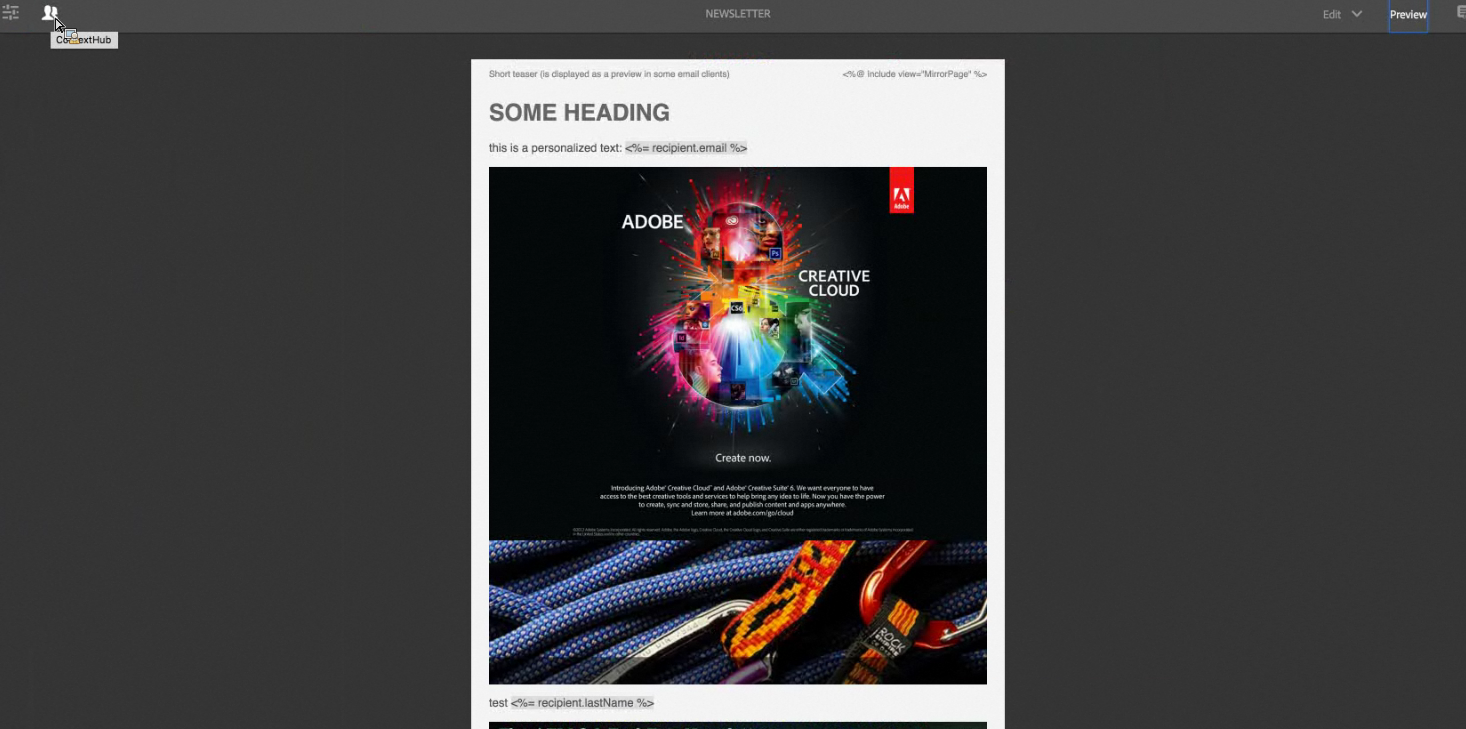 NEWSLETTER
Edit
Preview
ContextHub
Short teaser (is displayed as a preview in some email clients)
<%@ Include view="MirrorPage" %>
SOME HEADING
this is a personalized text: <%= recipient.email %>
Adobe
ADOBE
Ps
CREATIVE
CLOUD
CS6
Create now.
Introducing Adobe® Creative Cloud™ and Adobe® Creative Suite® 6. We want everyone to have
access to the best creative tools and services to help bring any idea to life. Now you have the power
to create, sync and store, share, and publish content and apps anywhere.
Learn more at adobe.com/go/cloud
ROCK
test <%= recipient.lastName %>